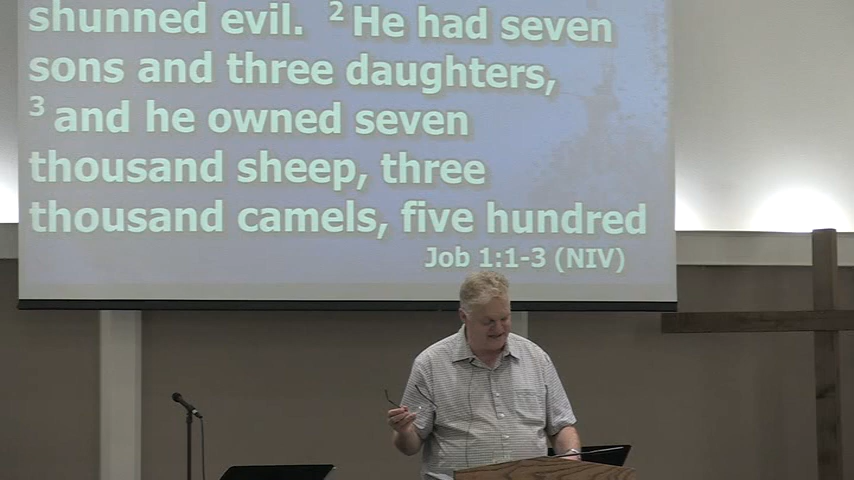 shunned evil. 2 He had seven
sons and three daughters,
3 and he owned seven
thousand sheep, three
thousand camels, five hundred
Job 1:1-3 (NIV)